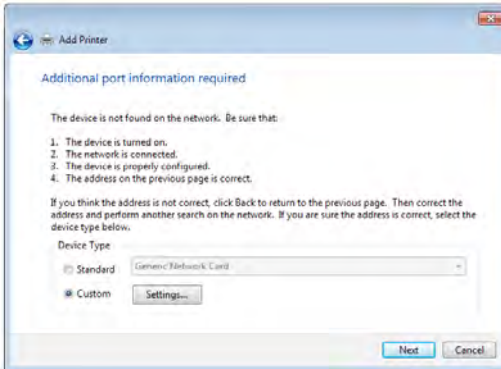 Add Printer
Additional port information required
The device is not found on the network. Be sure that:
1. The device is turned on.
2. The network is connected.
3. The device is properly configured.
4. The address on the previous page is correct.
If you think the address is not correct, click Back to return to the previous page. Then correct the
address and perform another search on the network. If you are sure the address is correct, select the
device type below.
Device Type
Standard
Generic Network Card
Custom
Settings...
Next
Cancel